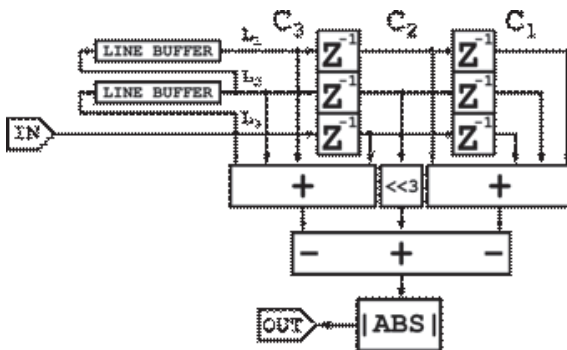 C3 C2 C1
LINE BUFFER L1 Z-1 Z-1
LINE BUFFER L2 Z-1 Z-1
IN L3 Z-1 Z-1
+ <<3 +
- + -
OUT |ABS|